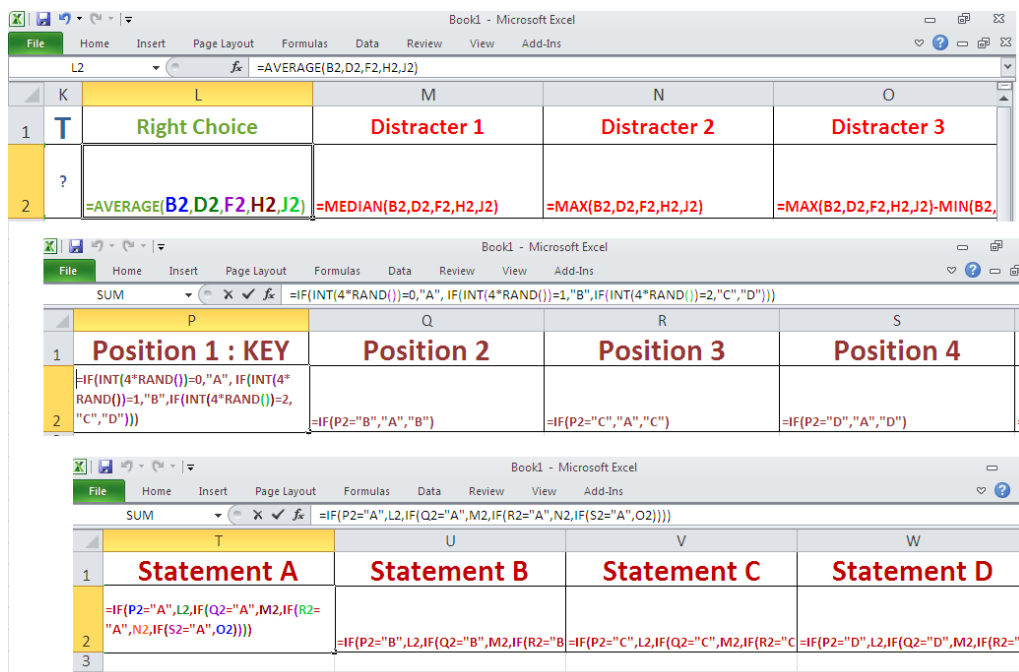 Book1 - Microsoft Excel
File Home Insert Page Layout Formulas Data Review View Add-Ins
L2 fx =AVERAGE(B2,D2,F2,H2,J2)
K L M N O
1 T Right Choice Distracter 1 Distracter 2 Distracter 3
?
2 =AVERAGE(B2,D2,F2,H2,J2) =MEDIAN(B2,D2,F2,H2,J2) =MAX(B2,D2,F2,H2,J2) =MAX(B2,D2,F2,H2,J2)-MIN(B2,
Book1 - Microsoft Excel
File Home Insert Page Layout Formulas Data Review View Add-Ins
SUM fx =IF(INT(4*RAND())=0,"A", IF(INT(4*RAND())=1,"B",IF(INT(4*RAND())=2,"C","D")))
P Q R S
1 Position 1 : KEY Position 2 Position 3 Position 4
=IF(INT(4*RAND())=0,"A", IF(INT(4*
RAND())=1,"B",IF(INT(4*RAND())=2,
2 "C","D"))) =IF(P2="B","A","B") =IF(P2="C","A","C") =IF(P2="D","A","D")
Book1 - Microsoft Excel
File Home Insert Page Layout Formulas Data Review View Add-Ins
SUM fx =IF(P2="A",L2,IF(Q2="A",M2,IF(R2="A",N2,IF(S2="A",O2))))
T U V W
1 Statement A Statement B Statement C Statement D
=IF(P2="A",L2,IF(Q2="A",M2,IF(R2=
"A",N2,IF(S2="A",O2))))
2 =IF(P2="B",L2,IF(Q2="B",M2,IF(R2="B =IF(P2="C",L2,IF(Q2="C",M2,IF(R2="C =IF(P2="D",L2,IF(Q2="D",M2,IF(R2="
3